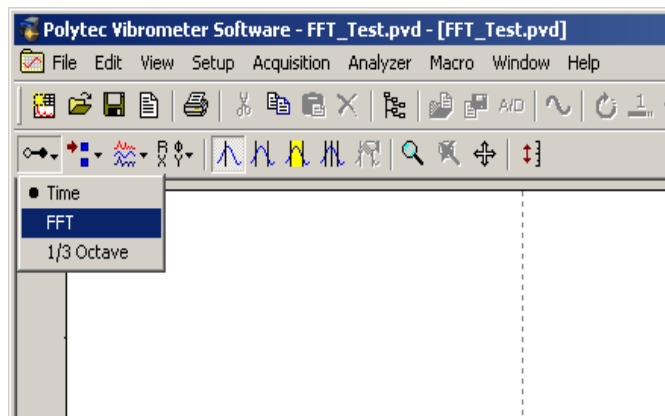 Polytec Vibrometer Software - FFT_Test.pvd - [FFT_Test.pvd]
File Edit View Setup Acquisition Analyzer Macro Window Help
A/D 1
R Φ
X Y
Time
FFT
1/3 Octave